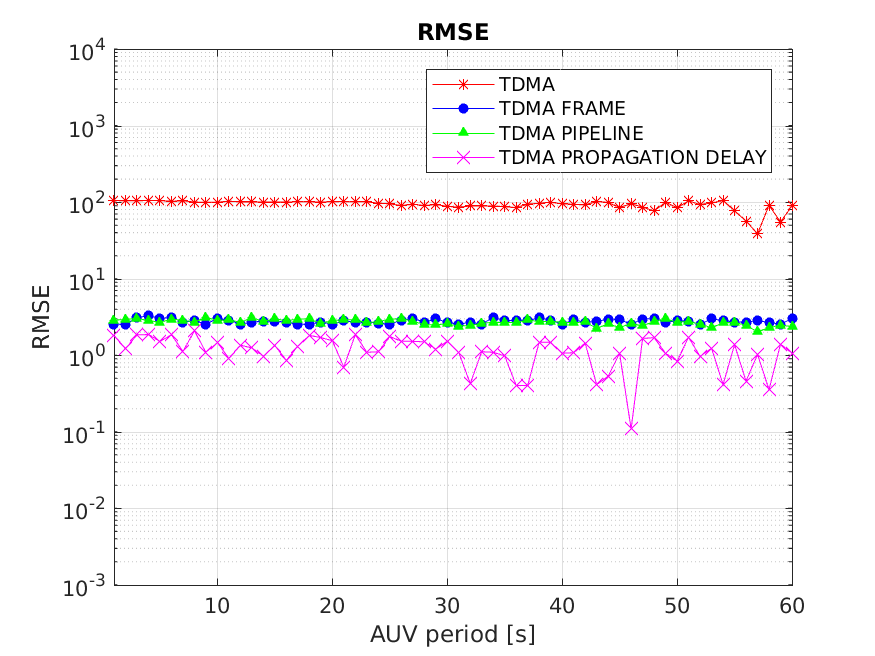 RMSE
10^4
10^3
10^2
10^1
10^0
10^-1
10^-2
10^-3
RMSE
TDMA
TDMA FRAME
TDMA PIPELINE
TDMA PROPAGATION DELAY
10 20 30 40 50 60
AUV period [s]